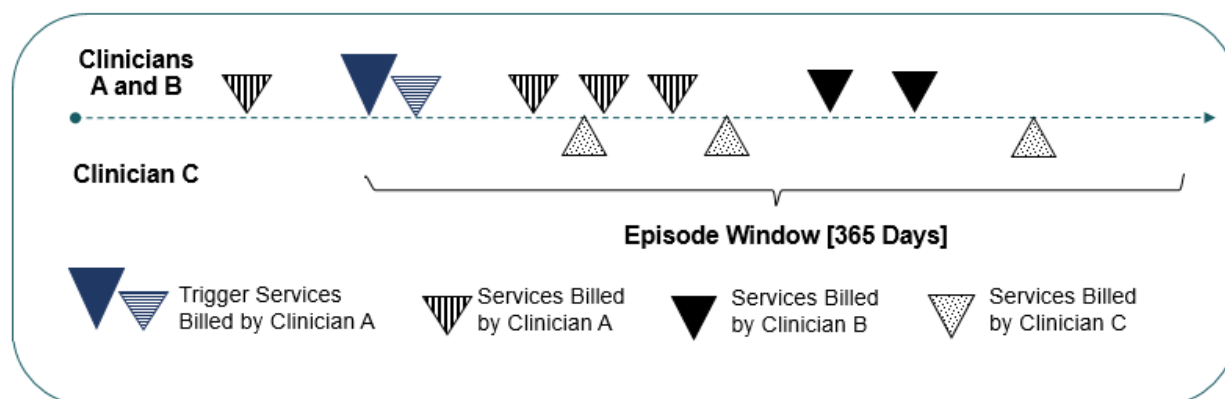 Clinicians
A and B
Clinician C
Episode Window [365 Days]
Trigger Services
Billed by Clinician A
Services Billed
by Clinician A
Services Billed
by Clinician B
Services Billed
by Clinician C